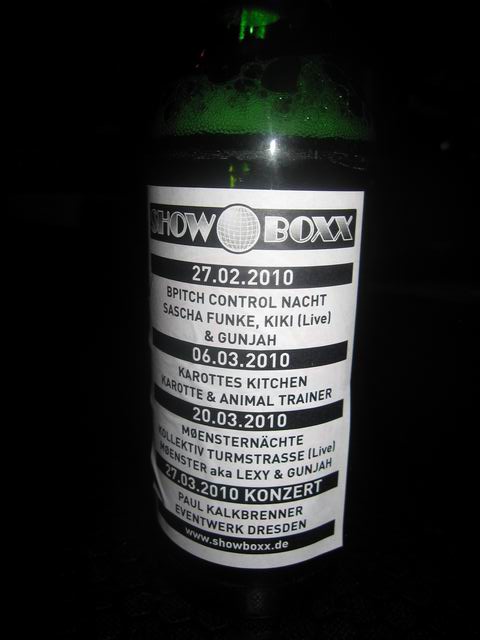 SHOW BOXX
27.02.2010
BPITCH CONTROL NACHT
SASCHA FUNKE, KIKI (Live)
& GUNJAH
06.03.2010
KAROTTES KITCHEN
KAROTTE & ANIMAL TRAINER
20.03.2010
MØENSTERNÄCHTE
KOLLEKTIV TURMSTRASSE (Live)
MØENSTER aka LEXY & GUNJAH
27.03.2010 KONZERT
PAUL KALKBRENNER
EVENTWERK DRESDEN
www.showboxx.de